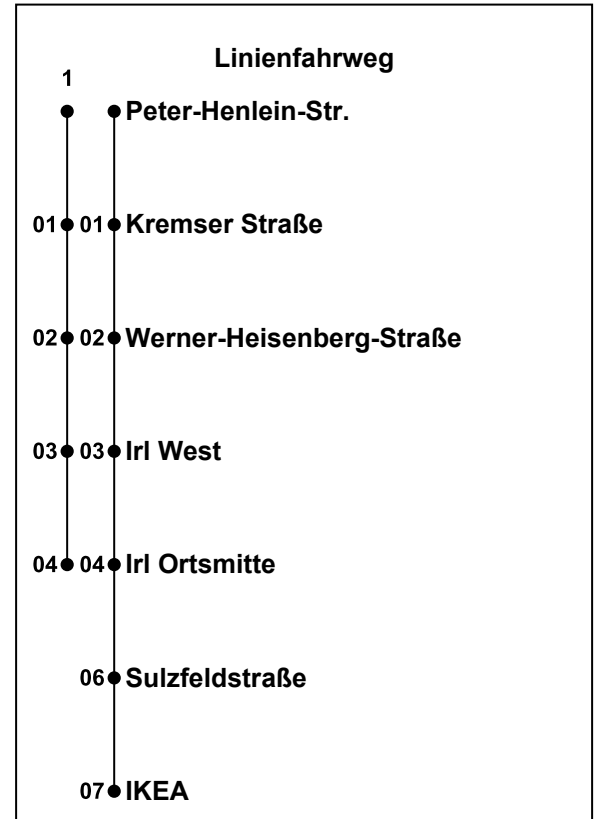 Linienfahrweg
1
Peter-Henlein-Str.
01 01 Kremser Straße
02 02 Werner-Heisenberg-Straße
03 03 Irl West
04 04 Irl Ortsmitte
06 Sulzfeldstraße
07 IKEA